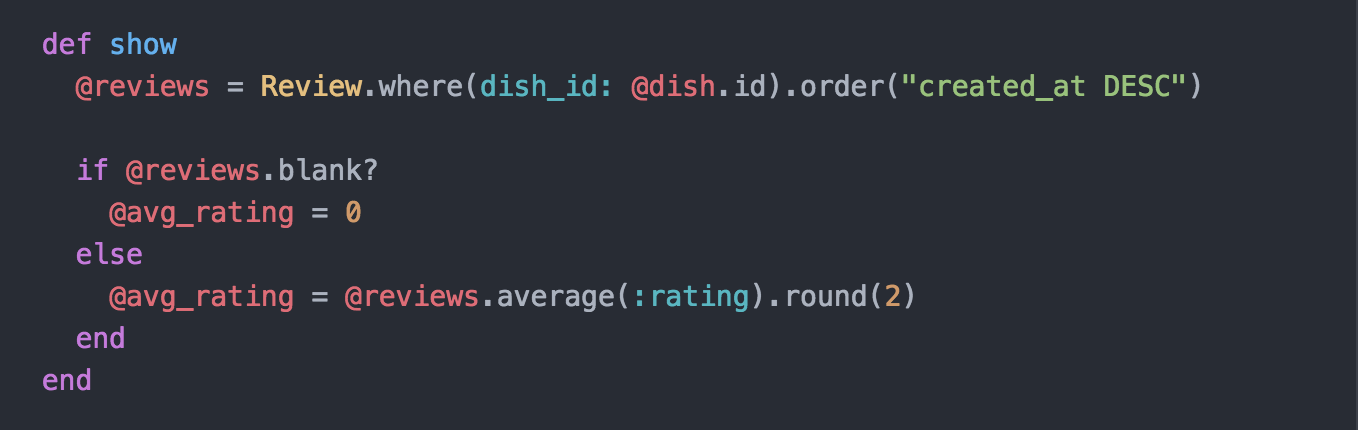 def show
  @reviews = Review.where(dish_id: @dish.id).order("created_at DESC")
  if @reviews.blank?
    @avg_rating = 0
  else
    @avg_rating = @reviews.average(:rating).round(2)
  end
end